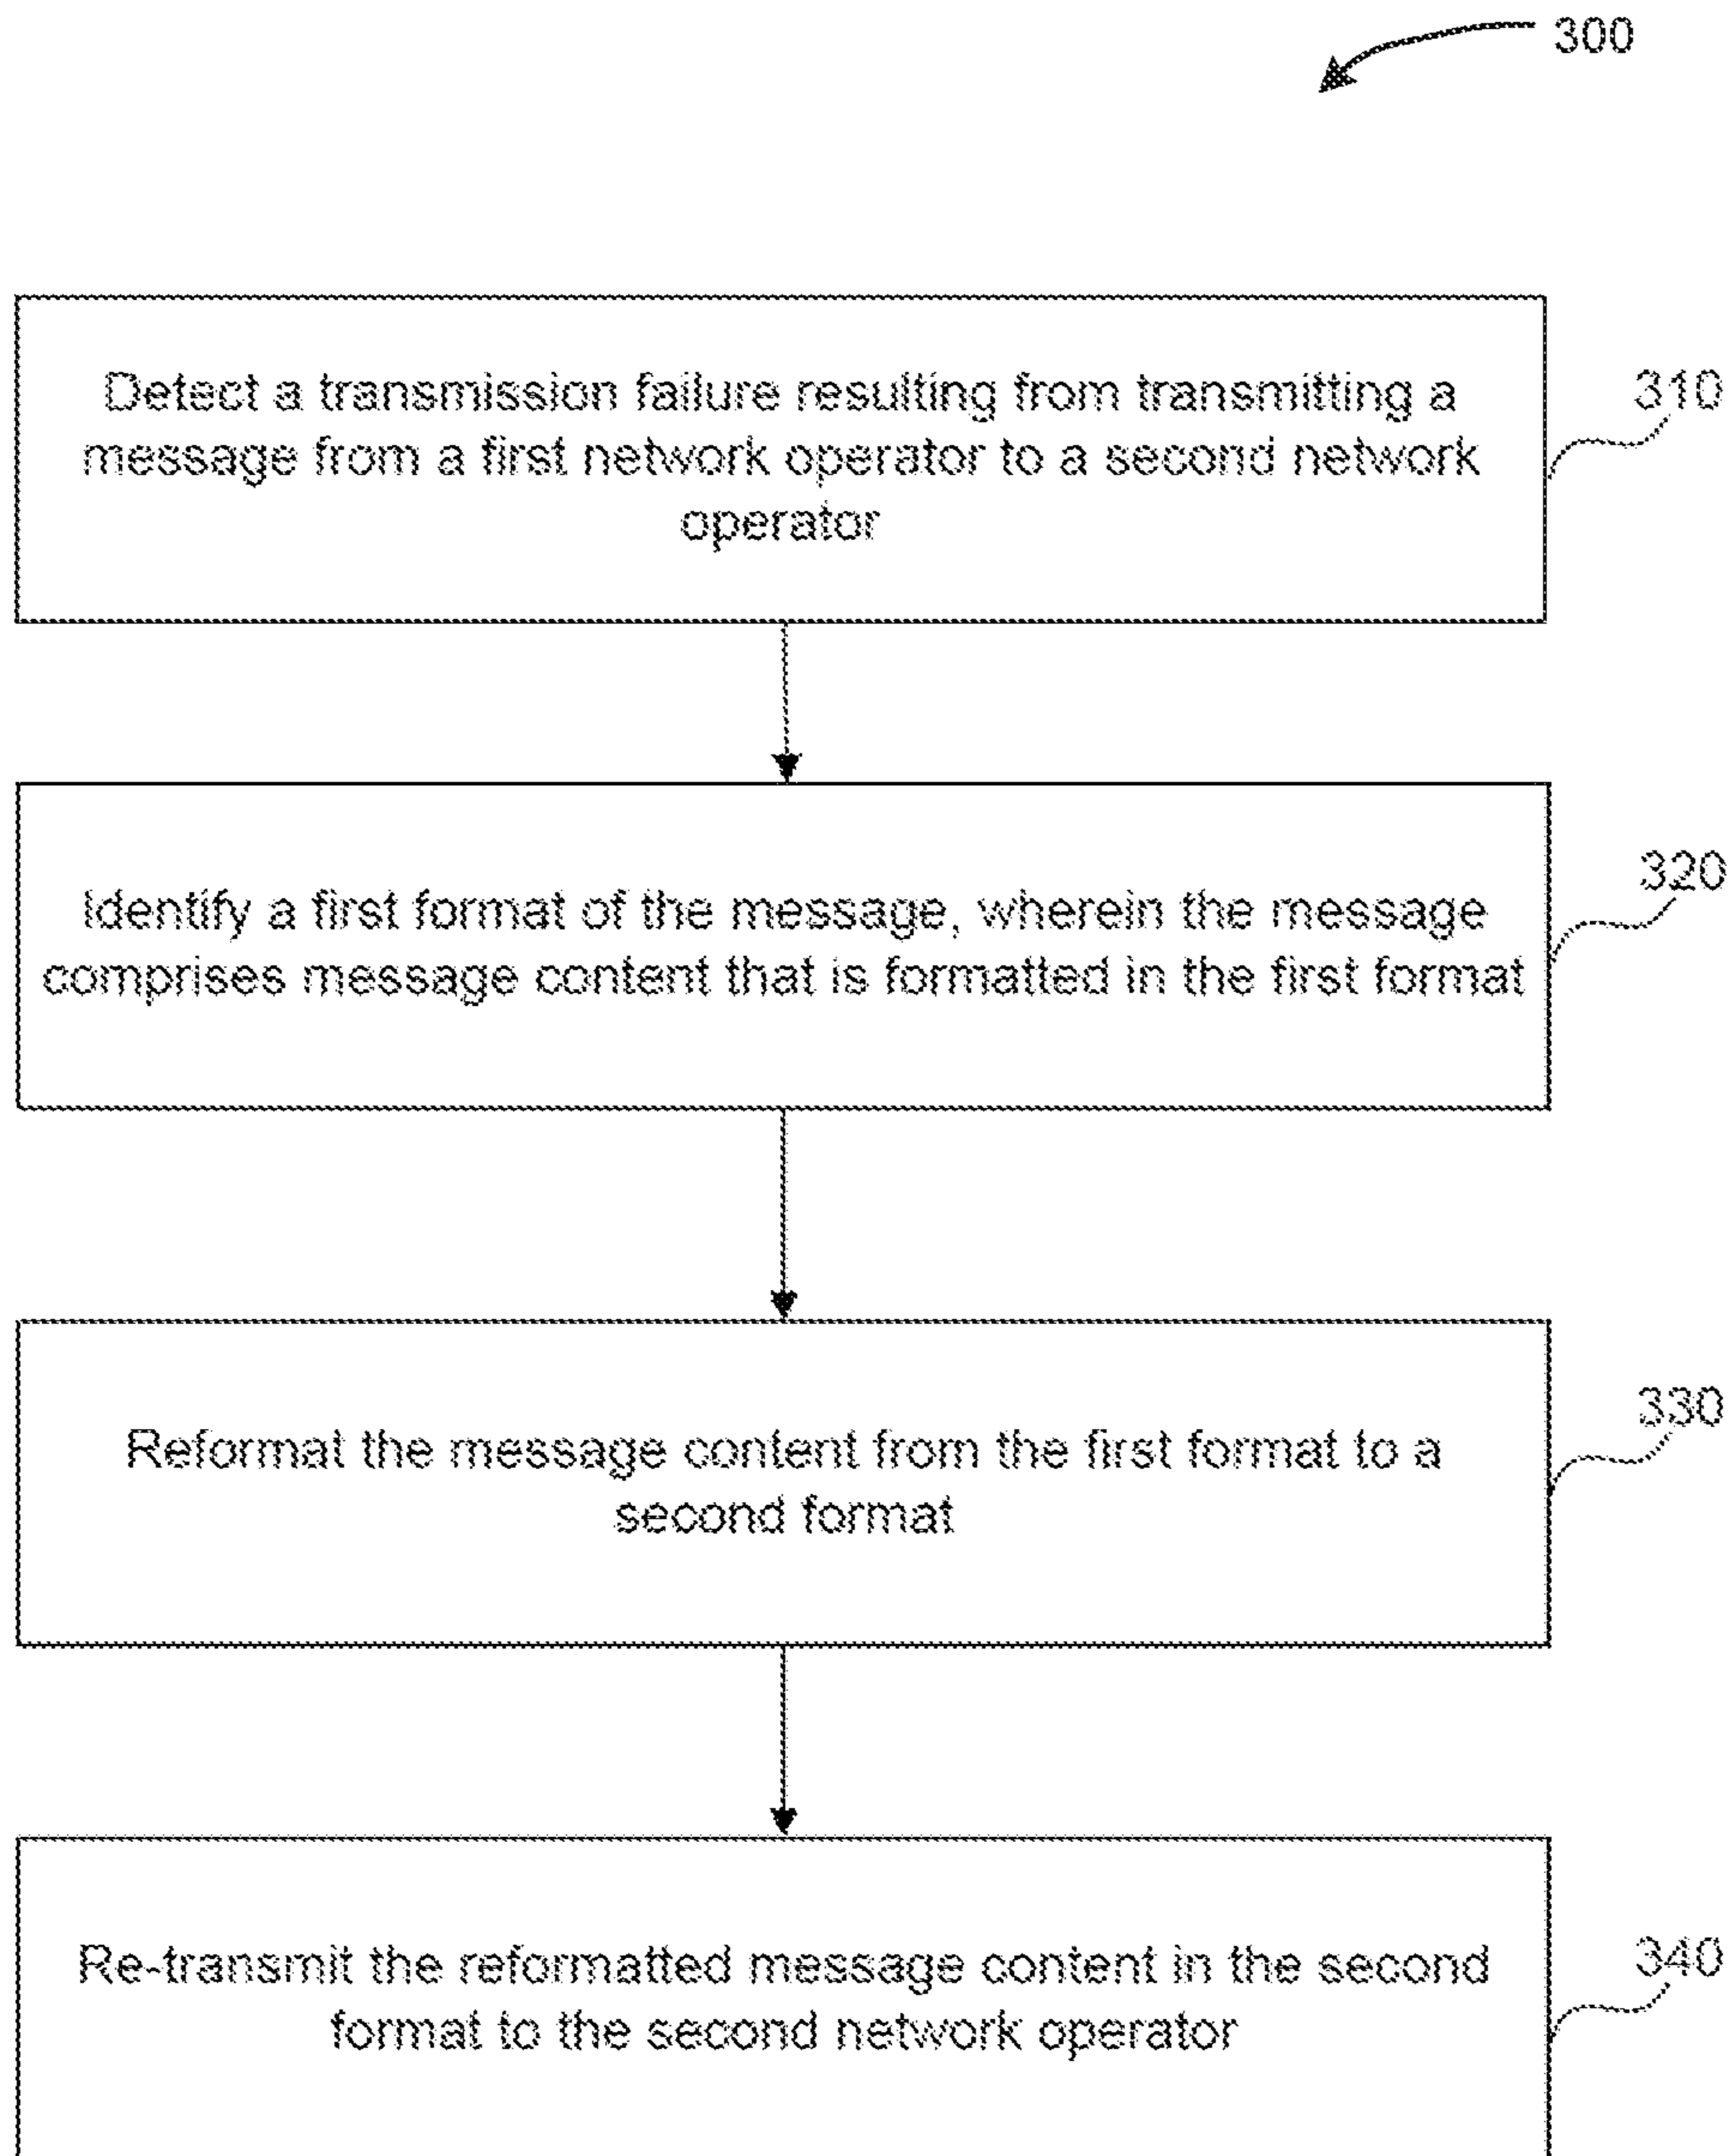 300
Detect a transmission failure resulting from transmitting a
message from a first network operator to a second network
operator
310
Identify a first format of the message, wherein the message
comprises message content that is formatted in the first format
320
Reformat the message content from the first format to a
second format
330
Re-transmit the reformatted message content in the second
format to the second network operator
340